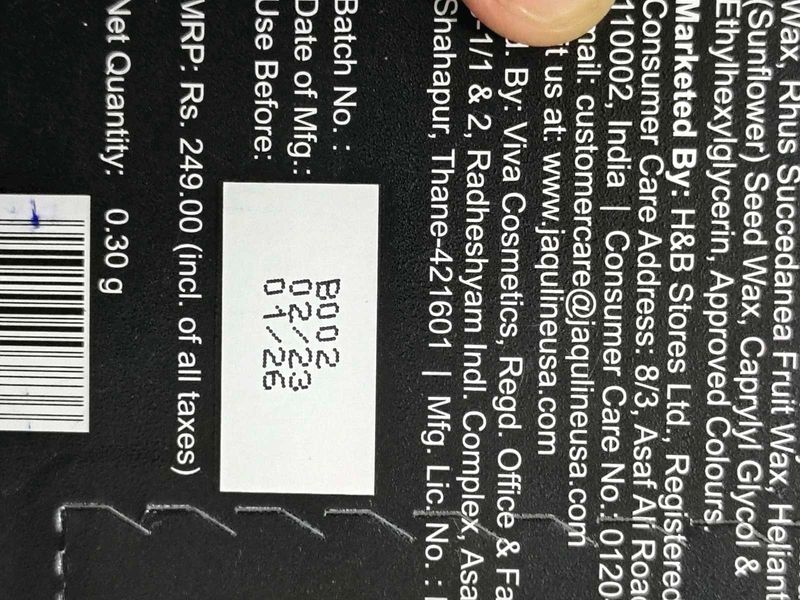 Wax, Rhus Succedanea Fruit Wax,
(Sunflower) Seed Wax, Caprylyl Glycol &
Ethylhexylglycerin, Approved Colours.
Marketed By: H&B Stores Ltd., Registered
Consumer Care Address: 8/3, Asaf Ali
110002, India | Consumer Care No.: 0120
customercare@jaqulineusa.com
us at: www.jaqulineusa.com
By: Viva Cosmetics, Regd. Office &
1/1 & 2, Radheshyam Indl. Complex,
Shahapur, Thane-421601 | Mfg. Lic. No. :
Batch No. : B002
Date of Mfg.: 02/23
Use Before: 01/26
MRP: Rs. 249.00 (incl. of all taxes)
Net Quantity: 0.30 g